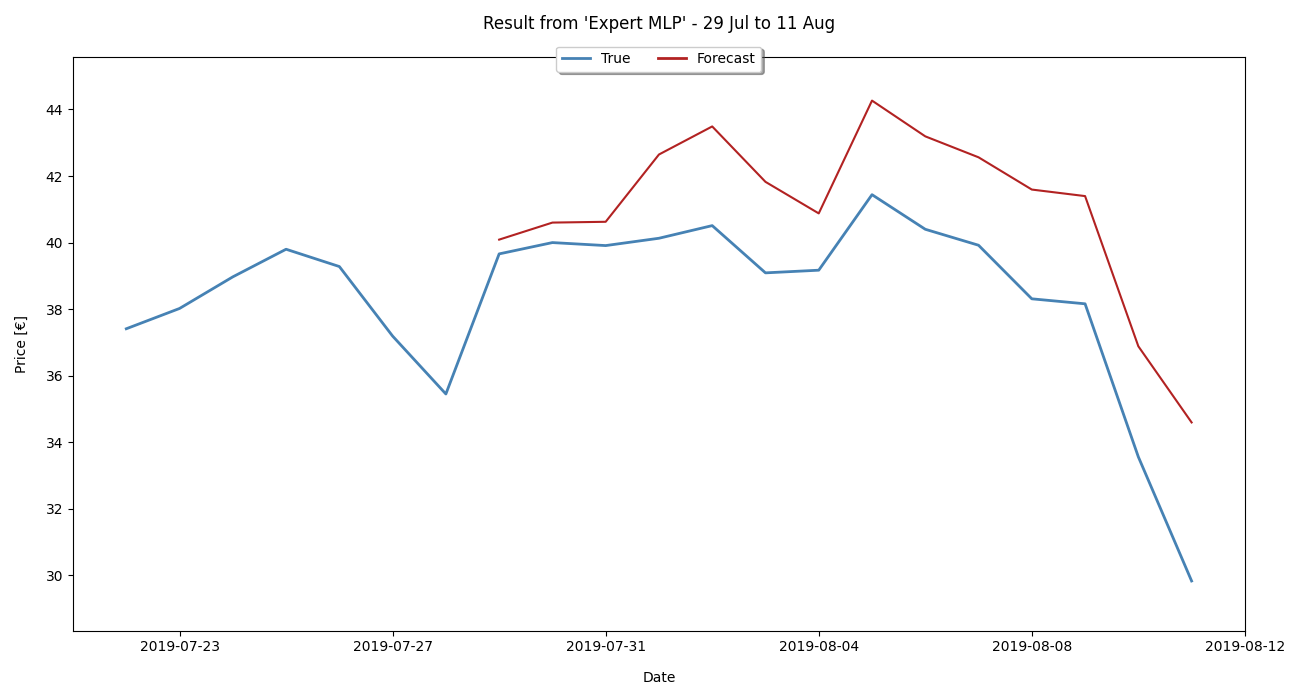 Result from 'Expert MLP' - 29 Jul to 11 Aug
True Forecast
44
42
40
38
36
34
32
30
Price [€]
2019-07-23 2019-07-27 2019-07-31 2019-08-04 2019-08-08 2019-08-12
Date